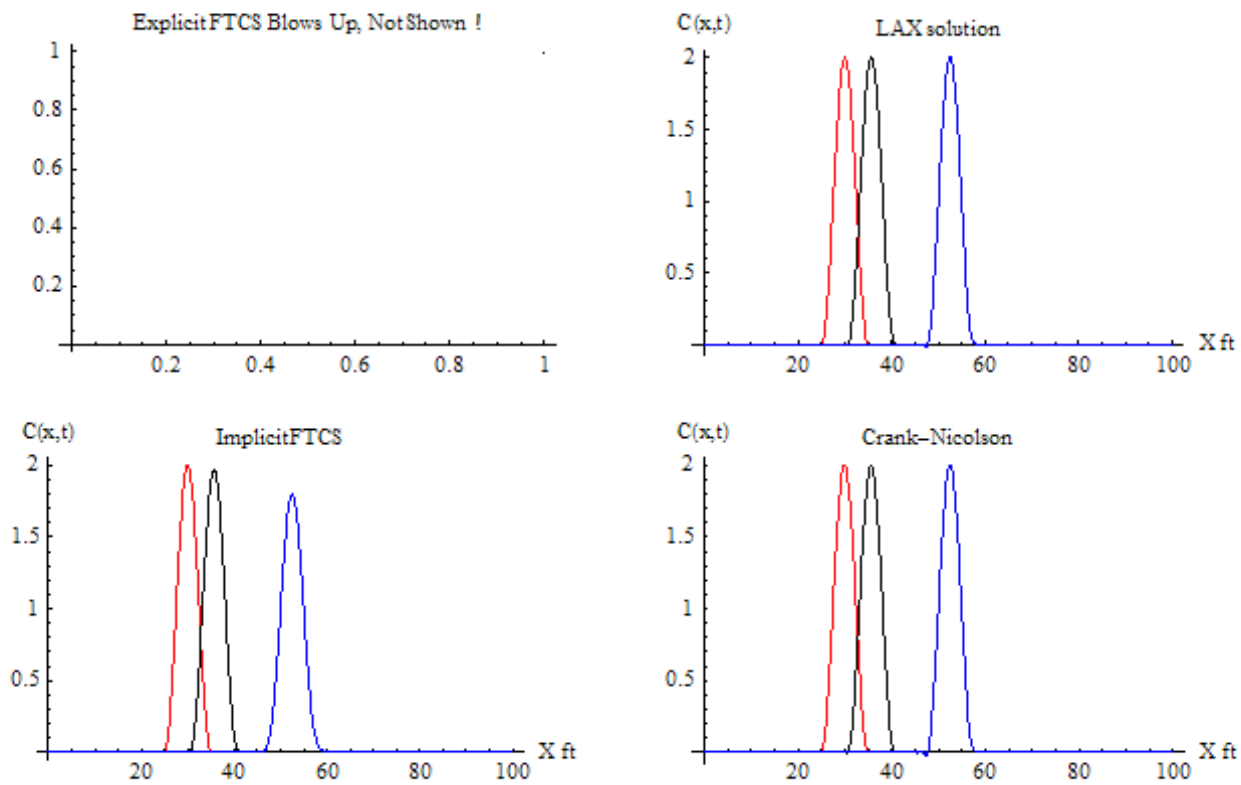 Explicit FTCS Blows Up, Not Shown !
1
0.8
0.6
0.4
0.2
0.2 0.4 0.6 0.8 1
C(x,t)
LAX solution
2
1.5
1
0.5
20 40 60 80 100
X ft
C(x,t)
Implicit FTCS
2
1.5
1
0.5
20 40 60 80 100
X ft
C(x,t)
Crank–Nicolson
2
1.5
1
0.5
20 40 60 80 100
X ft